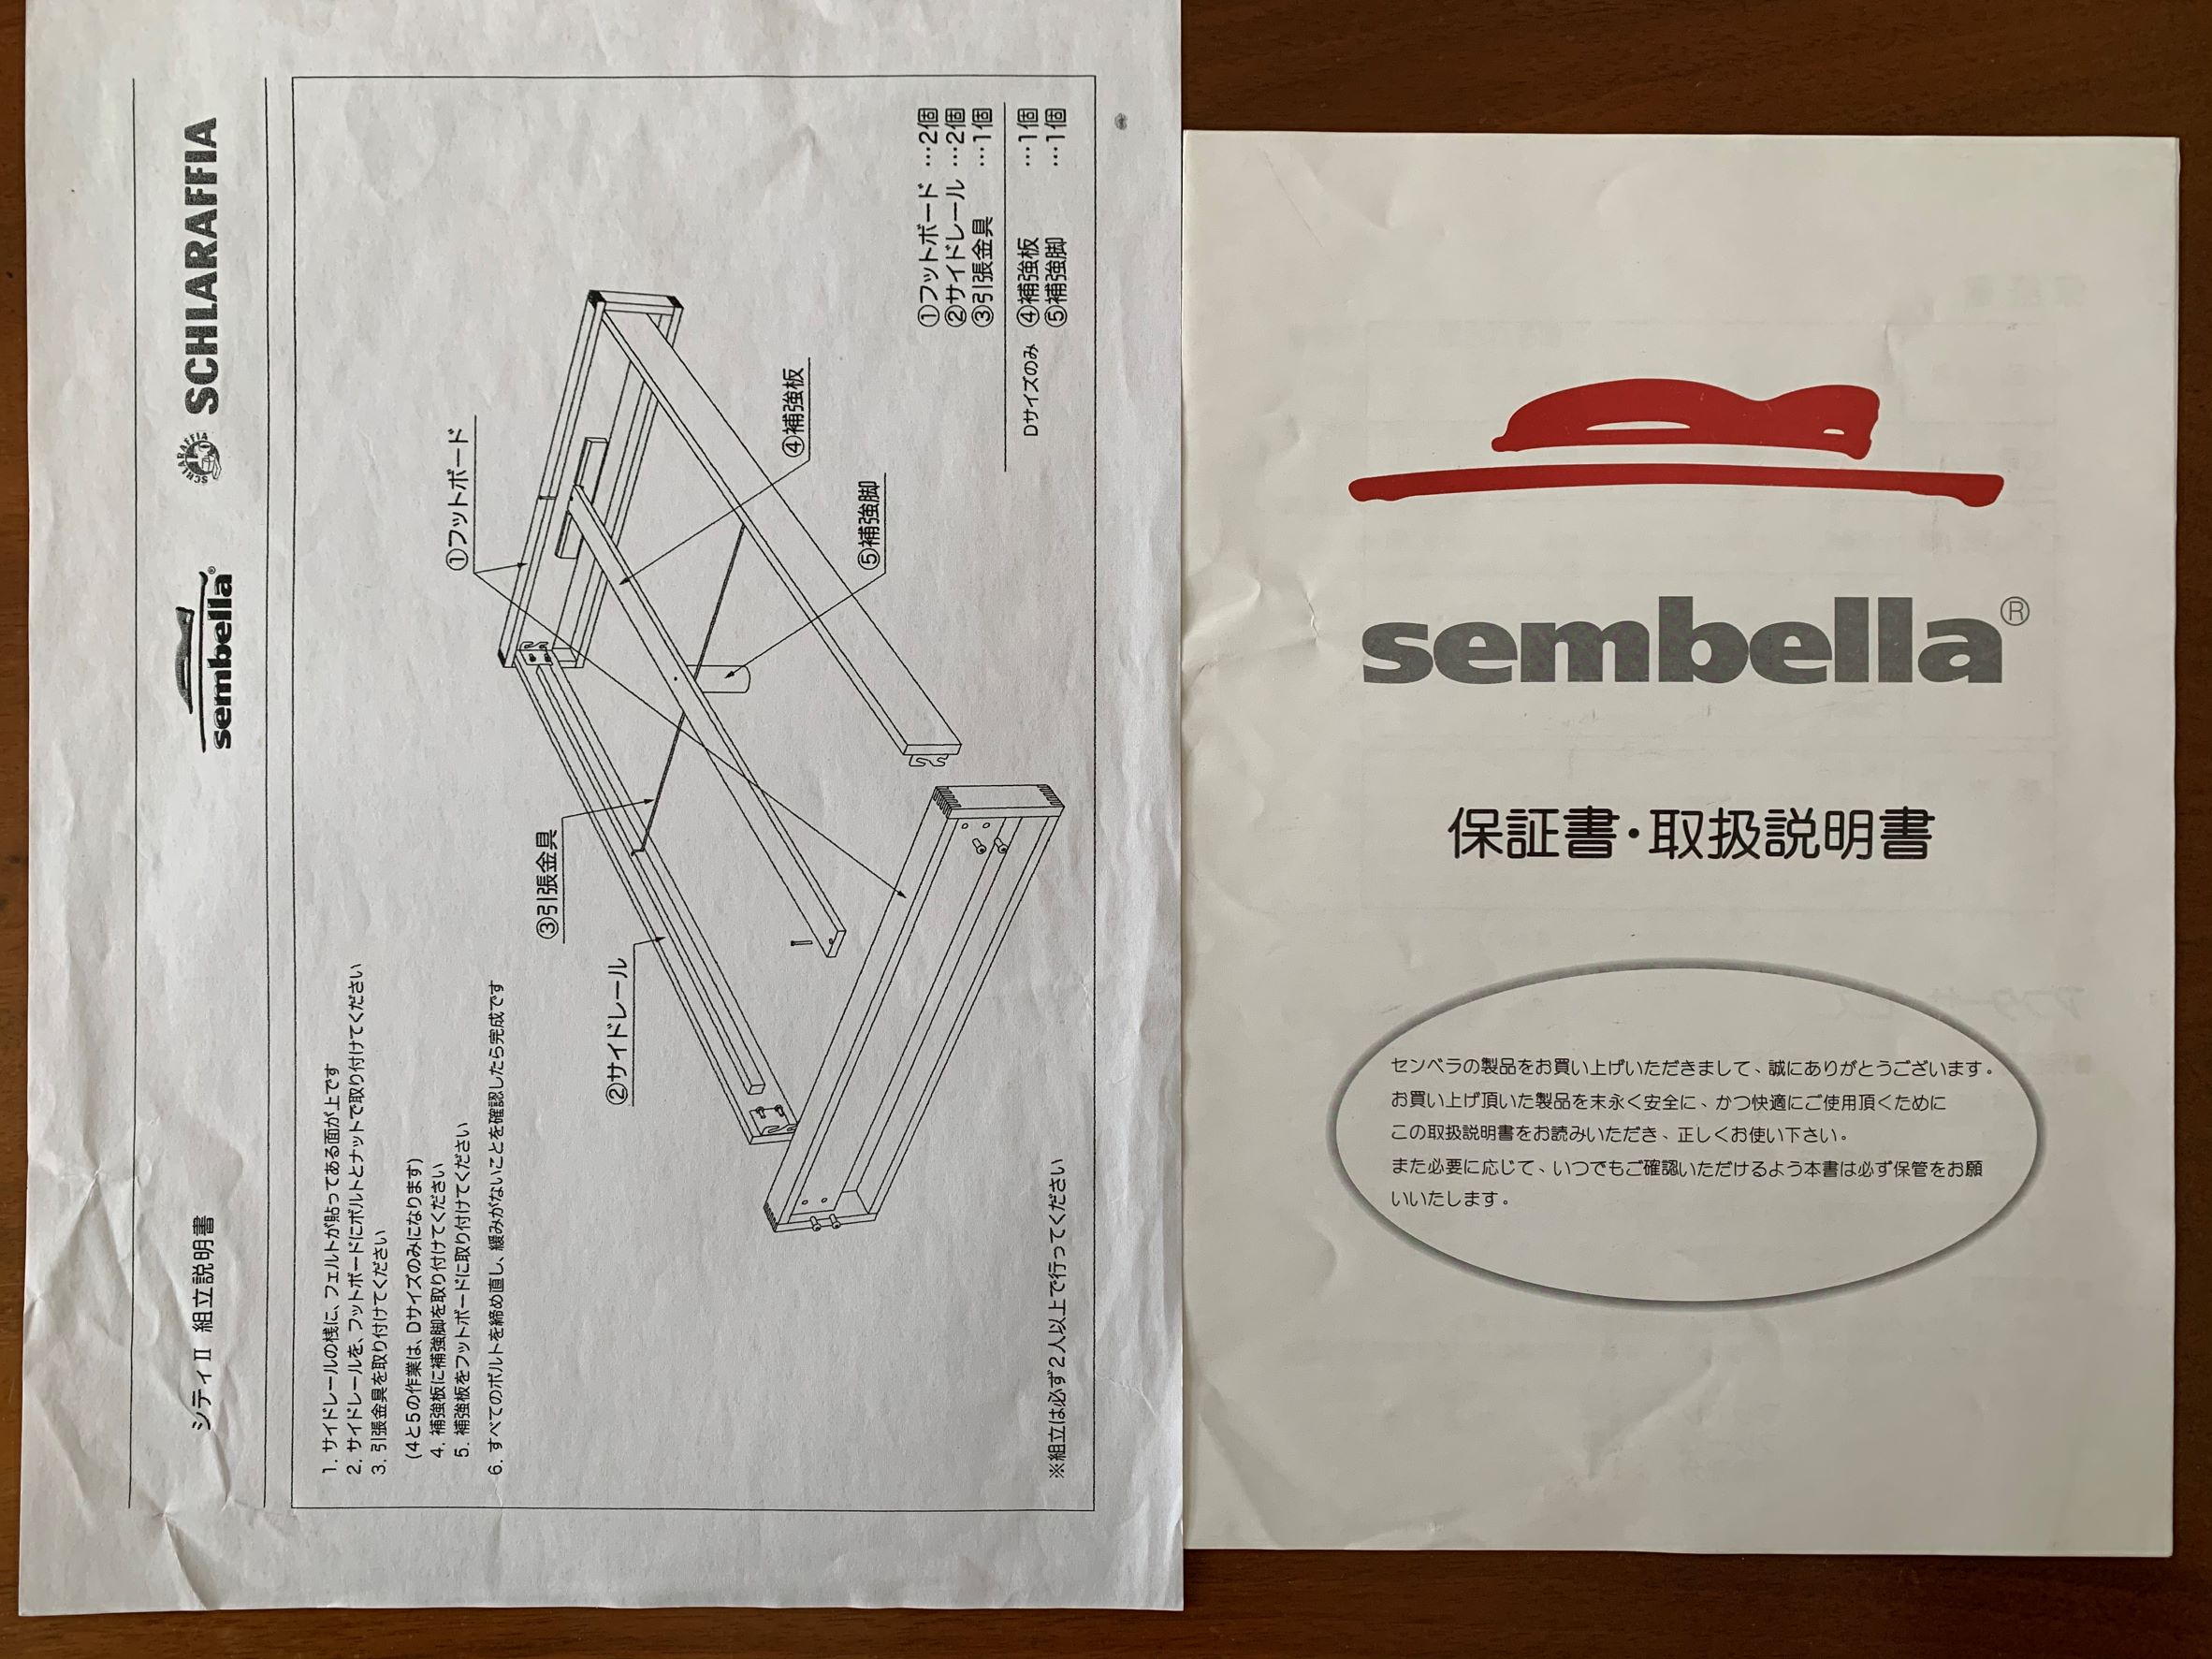 シティⅡ 組立説明書
sembella®
SCHLARAFFIA
SCHLARAFFIA
1. サイドレールの桟に、フェルトが貼ってある面が上です
2. サイドレールを、フットボードにボルトとナットで取り付けてください
3. 引張金具を取り付けてください
(4と5の作業は、Dサイズのみになります)
4. 補強板に補強脚を取り付けてください
5. 補強板をフットボードに取り付けてください
6. すべてのボルトを締め直し、緩みがないことを確認したら完成です
①フットボード
③引張金具
②サイドレール
④補強板
⑤補強脚
①フットボード …2個
②サイドレール …2個
③引張金具 …1個
Dサイズのみ ④補強板 …1個
⑤補強脚 …1個
※組立は必ず2人以上で行ってください
sembella®
保証書・取扱説明書
センベラの製品をお買い上げいただきまして、誠にありがとうございます。
お買い上げ頂いた製品を末永く安全に、かつ快適にご使用頂くために
この取扱説明書をお読みいただき、正しくお使い下さい。
また必要に応じて、いつでもご確認いただけるよう本書は必ず保管をお願
いいたします。